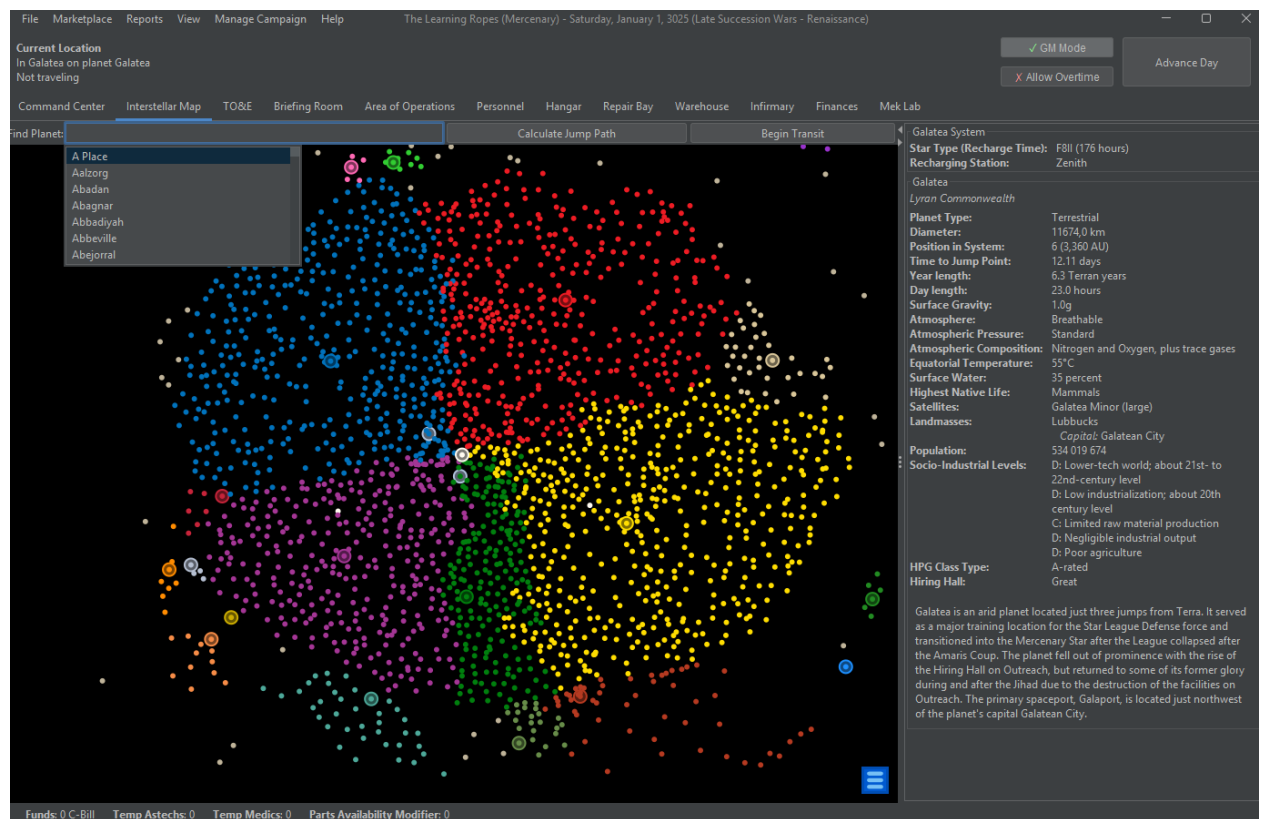 File Marketplace Reports View Manage Campaign Help The Learning Ropes (Mercenary) - Saturday, January 1, 3025 (Late Succession Wars - Renaissance)
Current Location
In Galatea on planet Galatea
Not traveling
✓ GM Mode
✗ Allow Overtime
Advance Day
Command Center Interstellar Map TO&E Briefing Room Area of Operations Personnel Hangar Repair Bay Warehouse Infirmary Finances Mek Lab
Find Planet: Calculate Jump Path Begin Transit
A Place
Aalzorg
Abadan
Abagnar
Abbadiyah
Abbeville
Abejorral
Galatea System
Star Type (Recharge Time): F8II (176 hours)
Recharging Station: Zenith
Galatea
Lyran Commonwealth
Planet Type: Terrestrial
Diameter: 11674,0 km
Position in System: 6 (3,360 AU)
Time to Jump Point: 12.11 days
Year length: 6.3 Terran years
Day length: 23.0 hours
Surface Gravity: 1.0g
Atmosphere: Breathable
Atmospheric Pressure: Standard
Atmospheric Composition: Nitrogen and Oxygen, plus trace gases
Equatorial Temperature: 55°C
Surface Water: 35 percent
Highest Native Life: Mammals
Satellites: Galatea Minor (large)
Landmasses: Lubbucks
Capital: Galatean City
Population: 534 019 674
Socio-Industrial Levels: D: Lower-tech world; about 21st- to
22nd-century level
D: Low industrialization; about 20th
century level
C: Limited raw material production
D: Negligible industrial output
D: Poor agriculture
HPG Class Type: A-rated
Hiring Hall: Great
Galatea is an arid planet located just three jumps from Terra. It served
as a major training location for the Star League Defense force and
transitioned into the Mercenary Star after the League collapsed after
the Amaris Coup. The planet fell out of prominence with the rise of
the Hiring Hall on Outreach, but returned to some of its former glory
during and after the Jihad due to the destruction of the facilities on
Outreach. The primary spaceport, Galaport, is located just northwest
of the planet's capital Galatean City.
Funds: 0 C-Bill Temp Astechs: 0 Temp Medics: 0 Parts Availability Modifier: 0